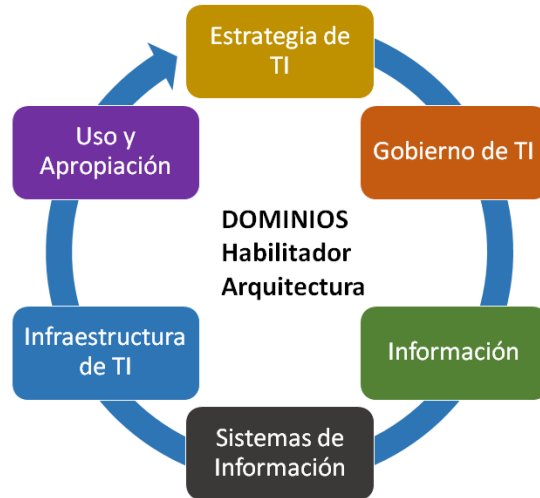 Estrategia de
TI
Gobierno de TI
Información
Sistemas de
Información
Infraestructura
de TI
Uso y
Apropiación
DOMINIOS
Habilitador
Arquitectura